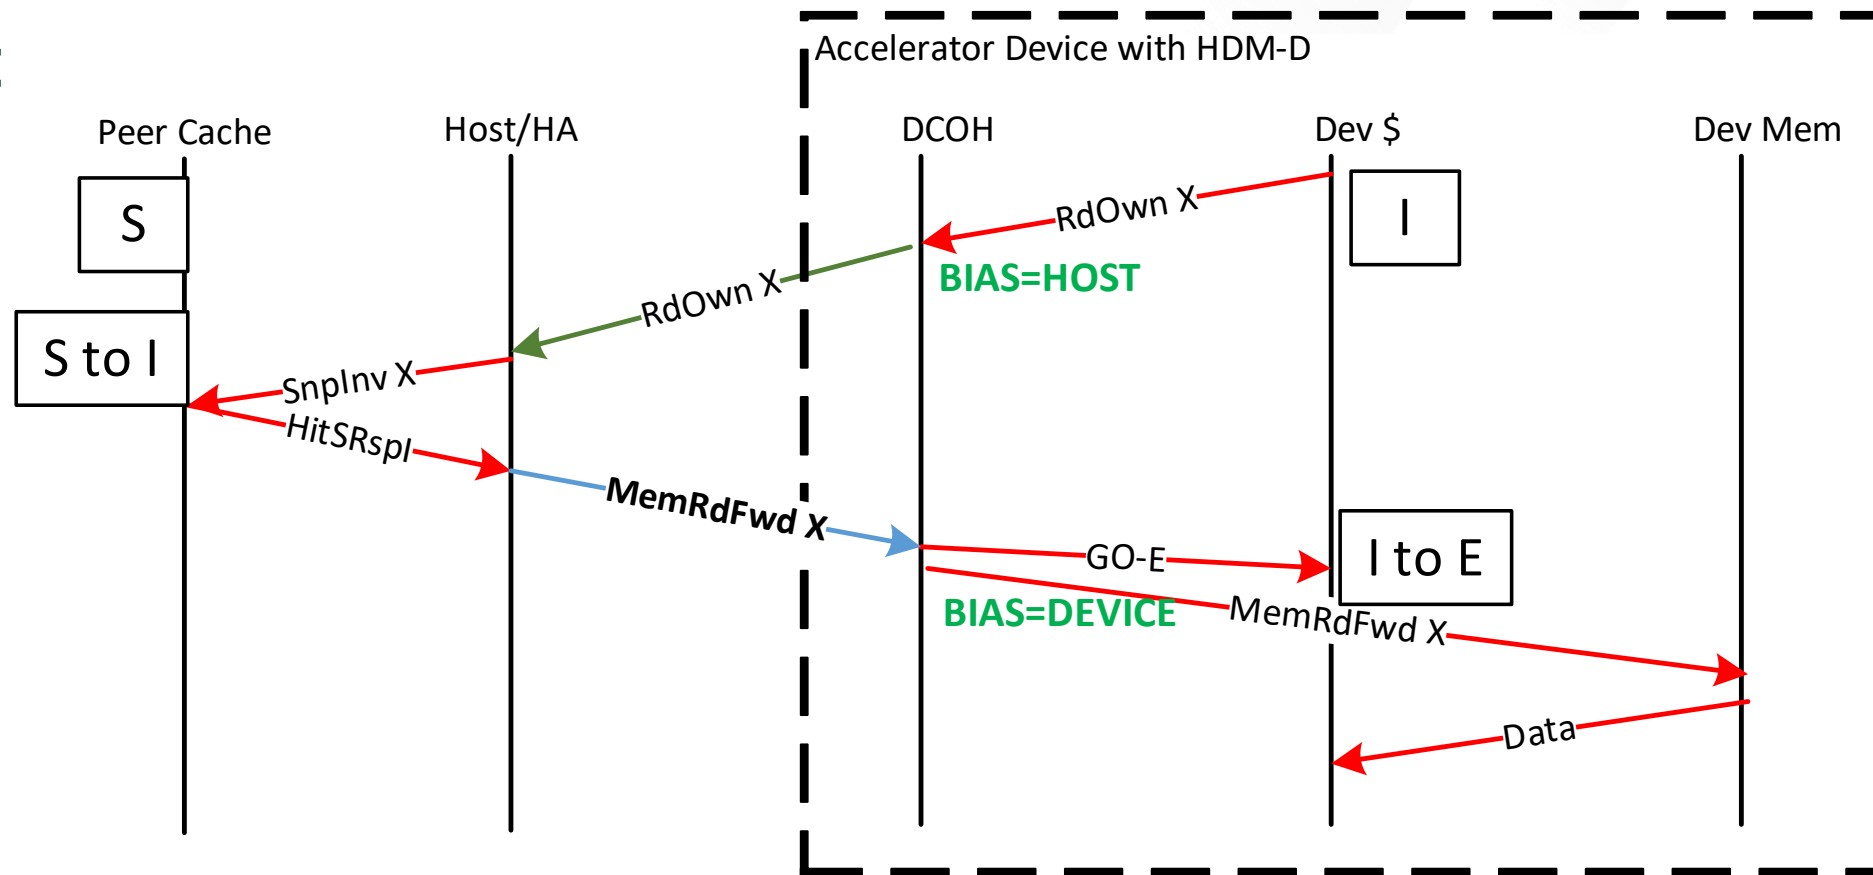 Accelerator Device with HDM-D
Peer Cache
Host/HA
DCOH
Dev $
Dev Mem
S
I
RdOwn X
BIAS=HOST
RdOwn X
S to I
SnpInv X
HitSRspI
MemRdFwd X
GO-E
I to E
BIAS=DEVICE
MemRdFwd X
Data